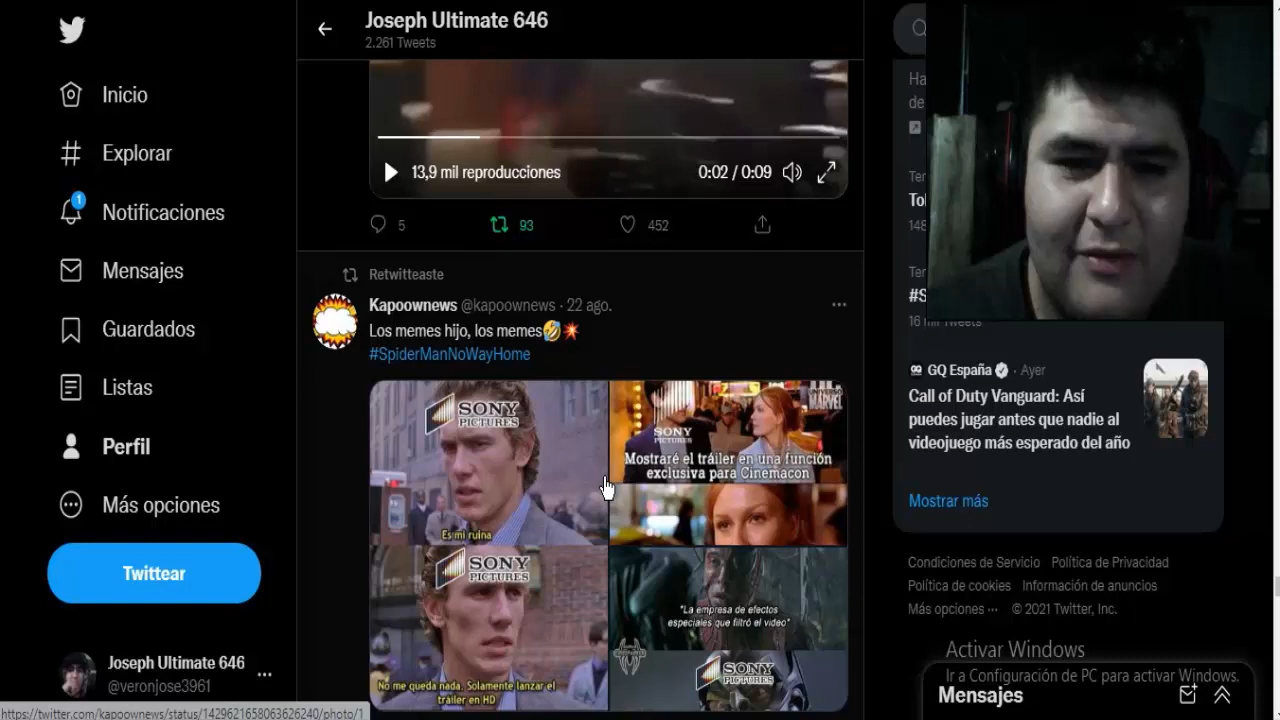 Inicio
Explorar
1
Notificaciones
Mensajes
Guardados
Listas
Perfil
Más opciones
Twittear
Joseph Ultimate 646
@veronjose3961
https://twitter.com/kapoownews/status/1429621658063626240/photo/1
Joseph Ultimate 646
2.261 Tweets
13,9 mil reproducciones
0:02 / 0:09
5
93
452
Retwitteaste
Kapoownews @kapoownews · 22 ago.
Los memes hijo, los memes🤣💥
#SpiderManNoWayHome
SONY
PICTURES
Es mi ruina
SONY
PICTURES
MARVEL
Mostraré el tráiler en una función
exclusiva para Cinemacon
SONY
PICTURES
No me queda nada. Solamente lanzar el
tráiler en HD
"La empresa de efectos
especiales que filtró el video"
SONY
PICTURES
Ha
de
Ter
Tol
148
Ter
#S
16 mil Tweets
GQ España · Ayer
Call of Duty Vanguard: Así
puedes jugar antes que nadie al
videojuego más esperado del año
Mostrar más
Condiciones de Servicio Política de Privacidad
Política de cookies Información de anuncios
Más opciones ··· © 2021 Twitter, Inc.
Activar Windows
Ir a Configuración de PC para activar Windows.
Mensajes